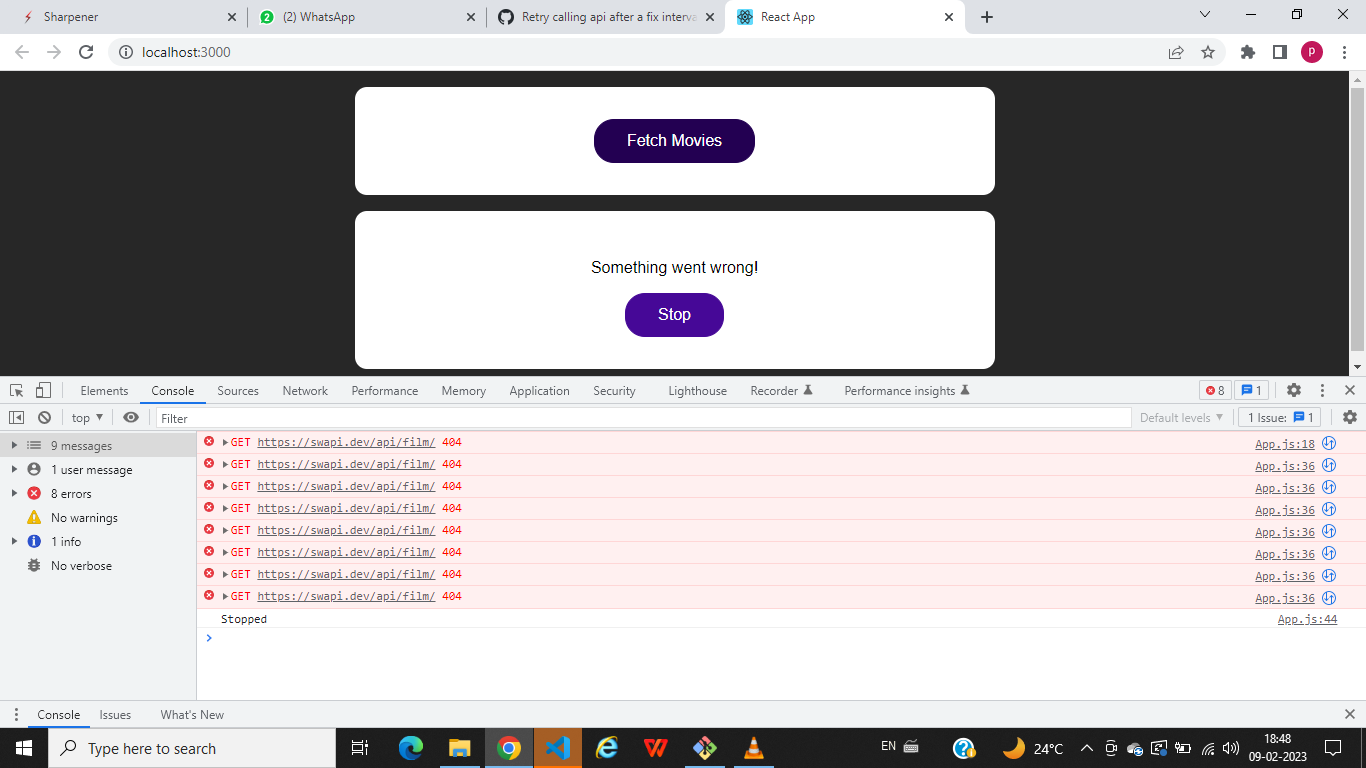 Sharpener
(2) WhatsApp
Retry calling api after a fix interva
React App
localhost:3000
P
Fetch Movies
Something went wrong!
Stop
Elements Console Sources Network Performance Memory Application Security Lighthouse Recorder Performance insights 8 1
top ▼ Filter Default levels ▼ 1 Issue: 1
9 messages
1 user message
8 errors
No warnings
1 info
No verbose
GET https://swapi.dev/api/film/ 404 App.js:18
GET https://swapi.dev/api/film/ 404 App.js:36
GET https://swapi.dev/api/film/ 404 App.js:36
GET https://swapi.dev/api/film/ 404 App.js:36
GET https://swapi.dev/api/film/ 404 App.js:36
GET https://swapi.dev/api/film/ 404 App.js:36
GET https://swapi.dev/api/film/ 404 App.js:36
GET https://swapi.dev/api/film/ 404 App.js:36
Stopped App.js:44
Console Issues What's New
Type here to search
EN
24°C
18:48
09-02-2023